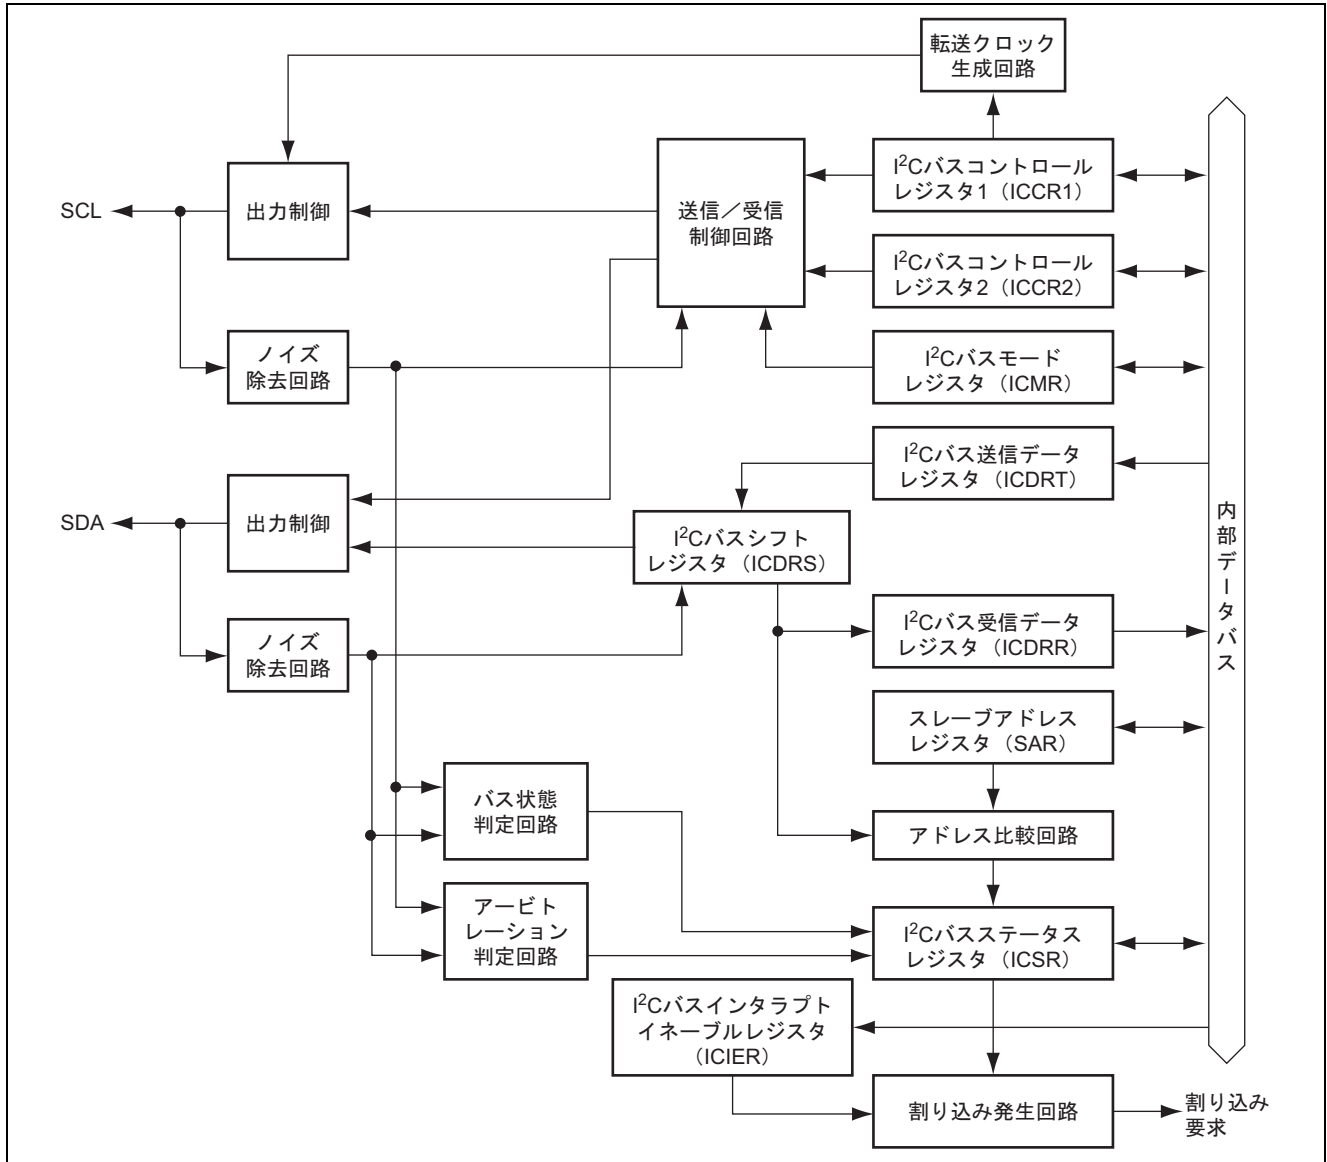 転送クロック
生成回路
I²Cバスコントロール
レジスタ1（ICCR1）
SCL
出力制御
送信／受信
制御回路
I²Cバスコントロール
レジスタ2（ICCR2）
ノイズ
除去回路
I²Cバスモード
レジスタ（ICMR）
I²Cバス送信データ
レジスタ（ICDRT）
SDA
出力制御
I²Cバスシフト
レジスタ（ICDRS）
内部データバス
ノイズ
除去回路
I²Cバス受信データ
レジスタ（ICDRR）
スレーブアドレス
レジスタ（SAR）
バス状態
判定回路
アドレス比較回路
アービト
レーション
判定回路
I²Cバスステータス
レジスタ（ICSR）
I²Cバスインタラプト
イネーブルレジスタ
（ICIER）
割り込み発生回路
割り込み
要求